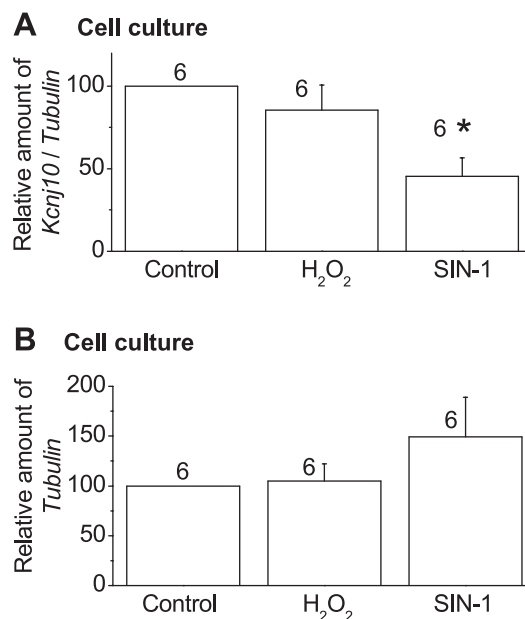 A Cell culture
Relative amount of
Kcnj10 / Tubulin
100
50
0
6
6
6 *
Control
H₂O₂
SIN-1
B Cell culture
Relative amount of
Tubulin
200
150
100
50
0
6
6
6
Control
H₂O₂
SIN-1